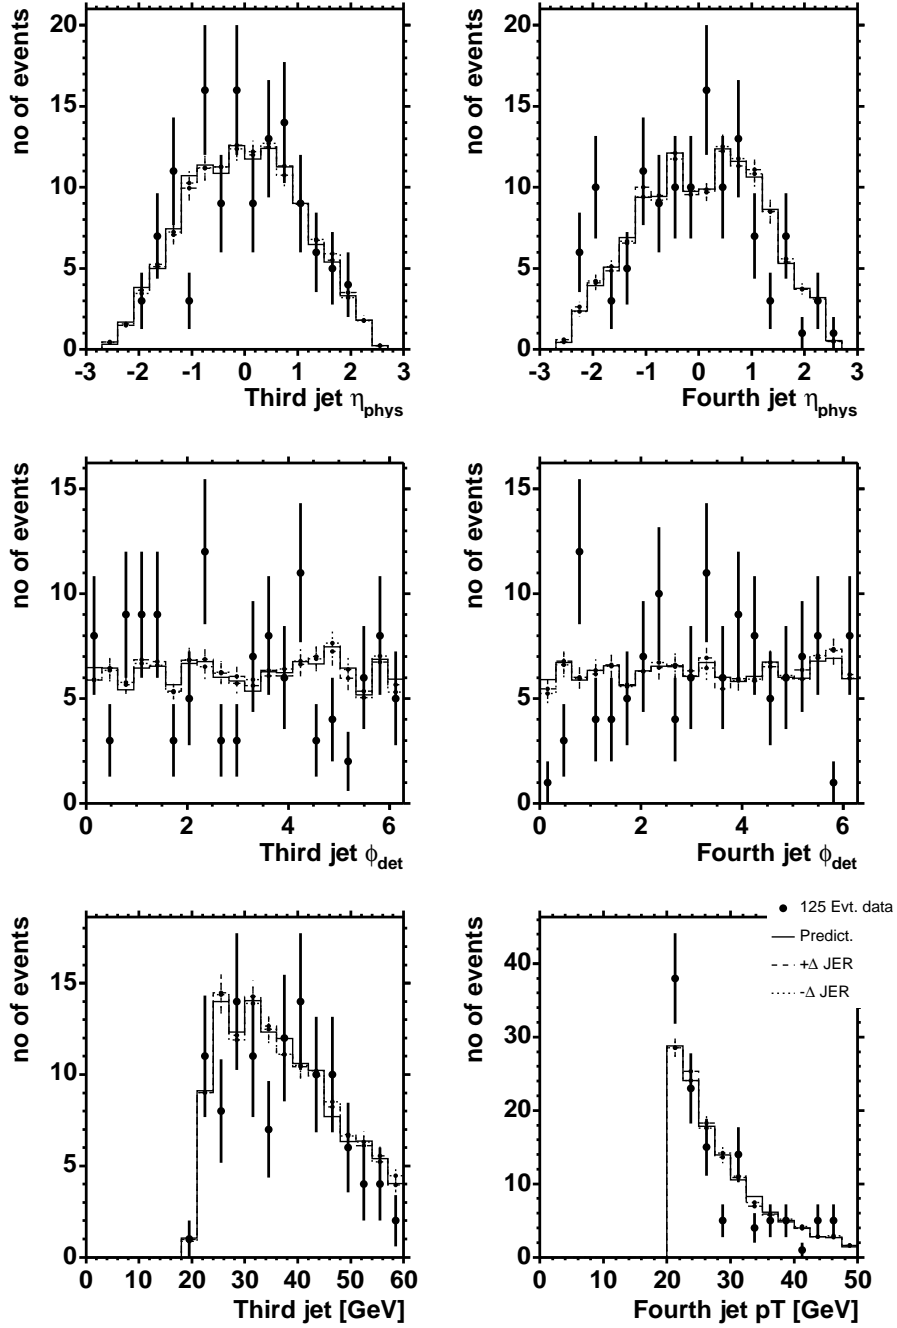 no of events
20
15
10
5
0
-3 -2 -1 0 1 2 3
Third jet η_phys
no of events
20
15
10
5
0
-3 -2 -1 0 1 2 3
Fourth jet η_phys
no of events
15
10
5
0
0 2 4 6
Third jet ϕ_det
no of events
15
10
5
0
0 2 4 6
Fourth jet ϕ_det
no of events
15
10
5
0
0 10 20 30 40 50 60
Third jet [GeV]
no of events
40
30
20
10
0
0 10 20 30 40 50
Fourth jet pT [GeV]
125 Evt. data
Predict.
+Δ JER
-Δ JER